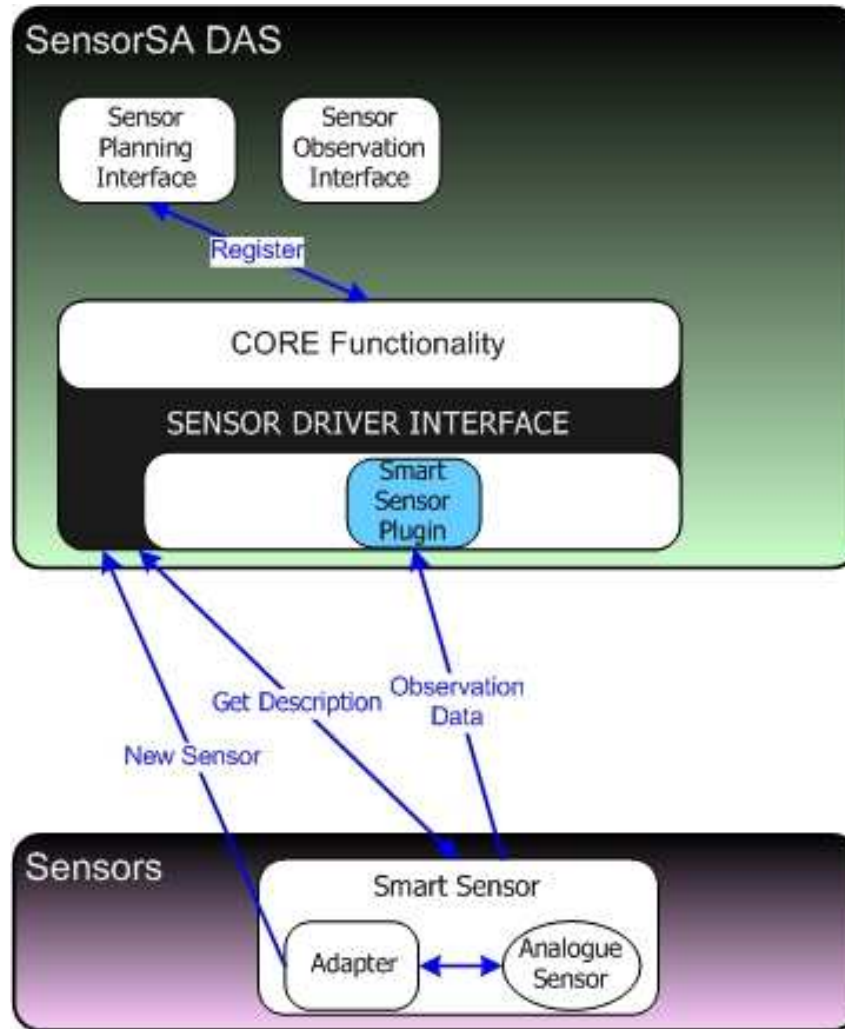 SensorSA DAS
Sensor
Planning
Interface
Sensor
Observation
Interface
Register
CORE Functionality
SENSOR DRIVER INTERFACE
Smart
Sensor
Plugin
Get Description
Observation
Data
New Sensor
Sensors
Smart Sensor
Adapter
Analogue
Sensor